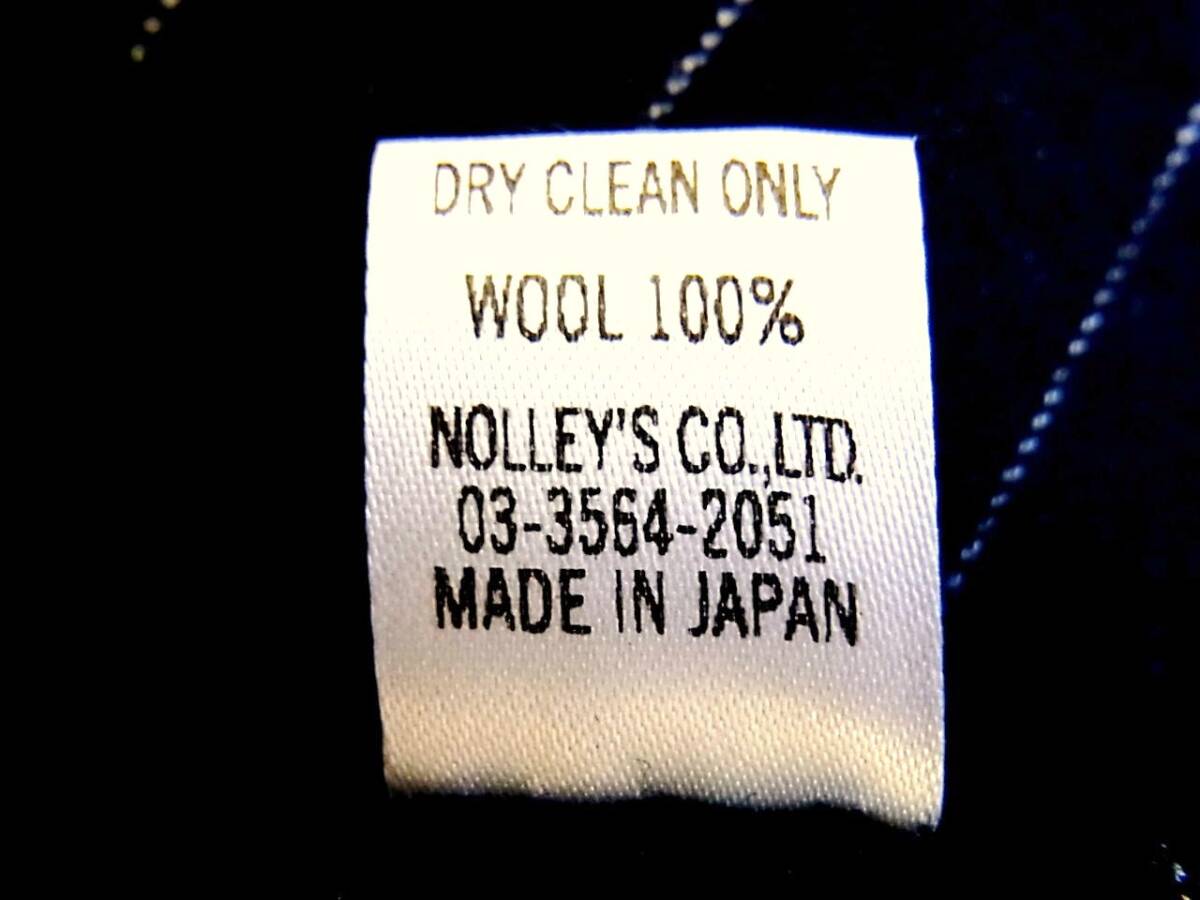 DRY CLEAN ONLY
WOOL 100%
NOLLEY'S CO.,LTD.
03-3564-2051
MADE IN JAPAN